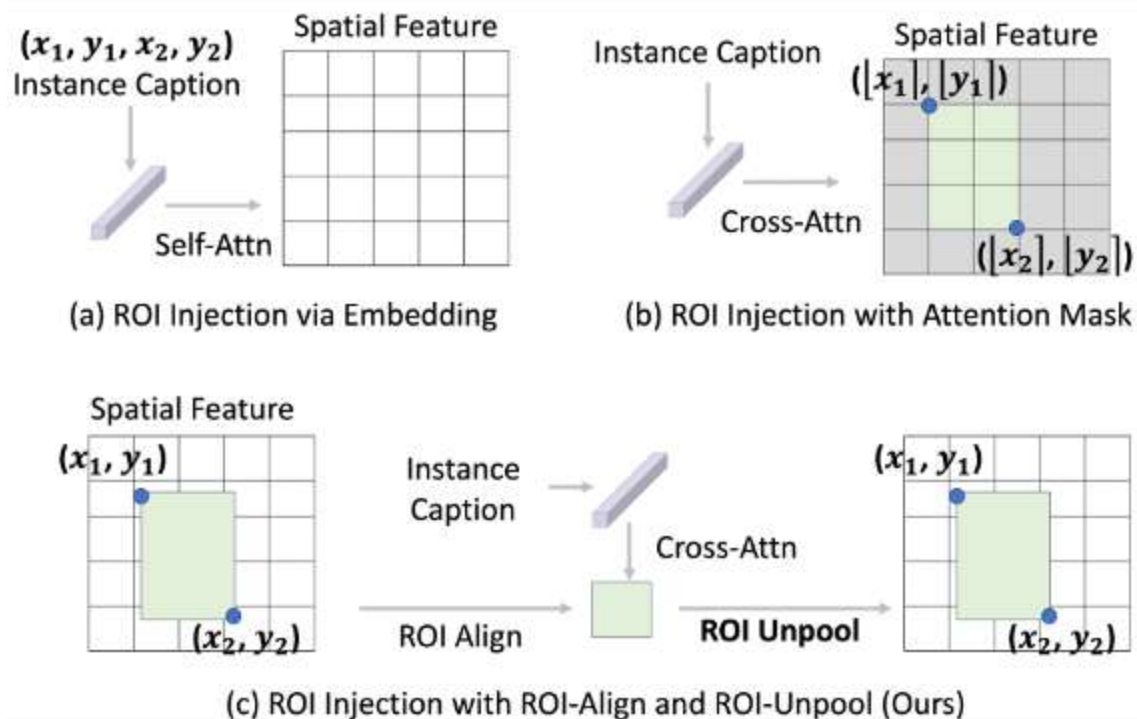 (x₁, y₁, x₂, y₂)
Instance Caption
Spatial Feature
Self-Attn
(a) ROI Injection via Embedding
Instance Caption
Spatial Feature
(⌊x₁⌉, ⌊y₁⌉)
Cross-Attn
(⌊x₂⌉, ⌊y₂⌉)
(b) ROI Injection with Attention Mask
Spatial Feature
(x₁, y₁)
(x₂, y₂)
ROI Align
Instance
Caption
Cross-Attn
ROI Unpool
(x₁, y₁)
(x₂, y₂)
(c) ROI Injection with ROI-Align and ROI-Unpool (Ours)